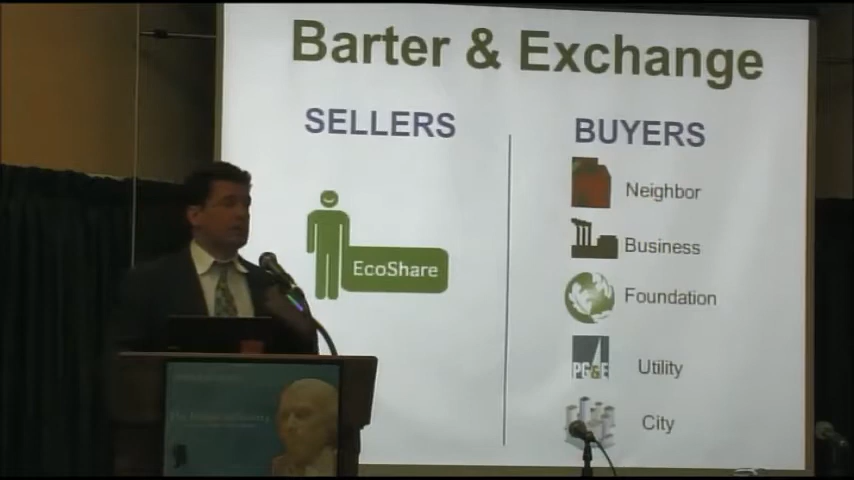 Barter & Exchange
SELLERS
BUYERS
EcoShare
Neighbor
Business
Foundation
PG&E
Utility
City